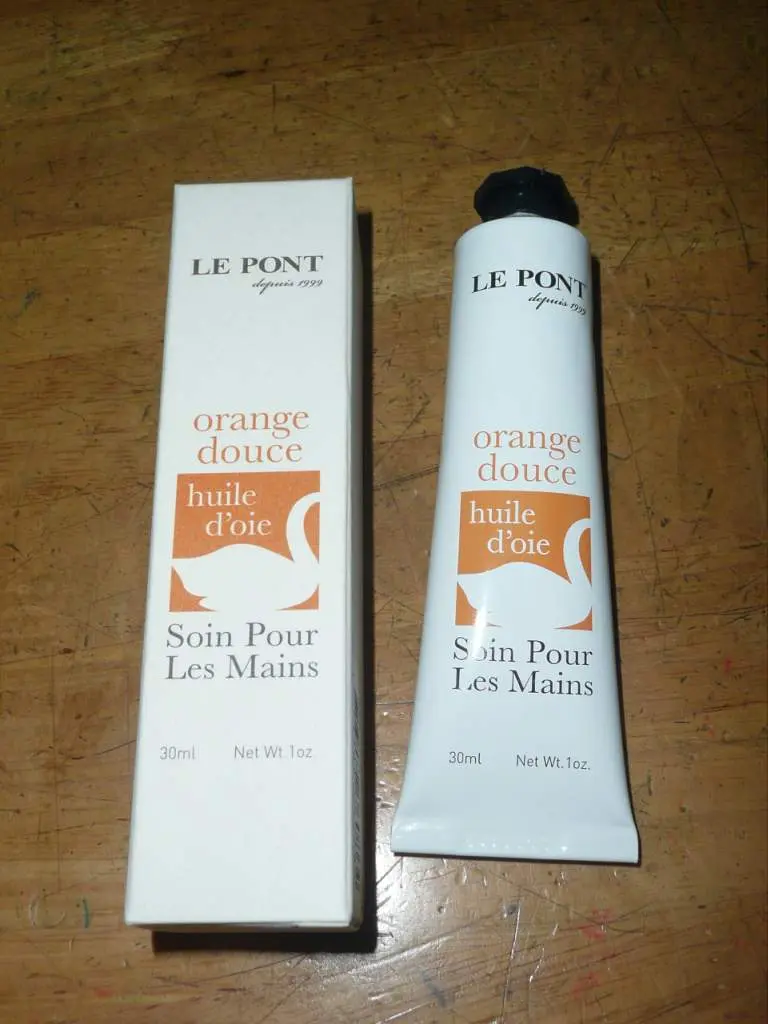 LE PONT
depuis 1999
orange
douce
huile
d'oie
Soin Pour
Les Mains
30ml Net Wt. 1oz.
LE PONT
depuis 1999
orange
douce
huile
d'oie
Soin Pour
Les Mains
30ml Net Wt.1oz.